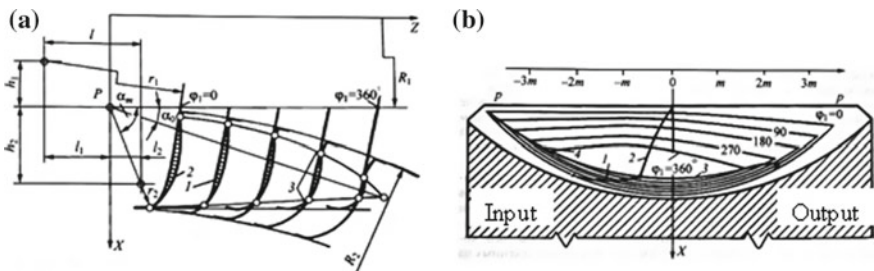 (a)
l
Z
h₁
r₁
R₁
P
αₘ
α₀
φ₁=0
φ₁=360°
h₂
l₁
l₂
r₂
2
1
3
R₂
X
(b)
-3m
-2m
-m
0
m
2m
3m
P
P
φ₁=0
90
180
270
φ₁=360°
4
1
2
3
Input
Output
X